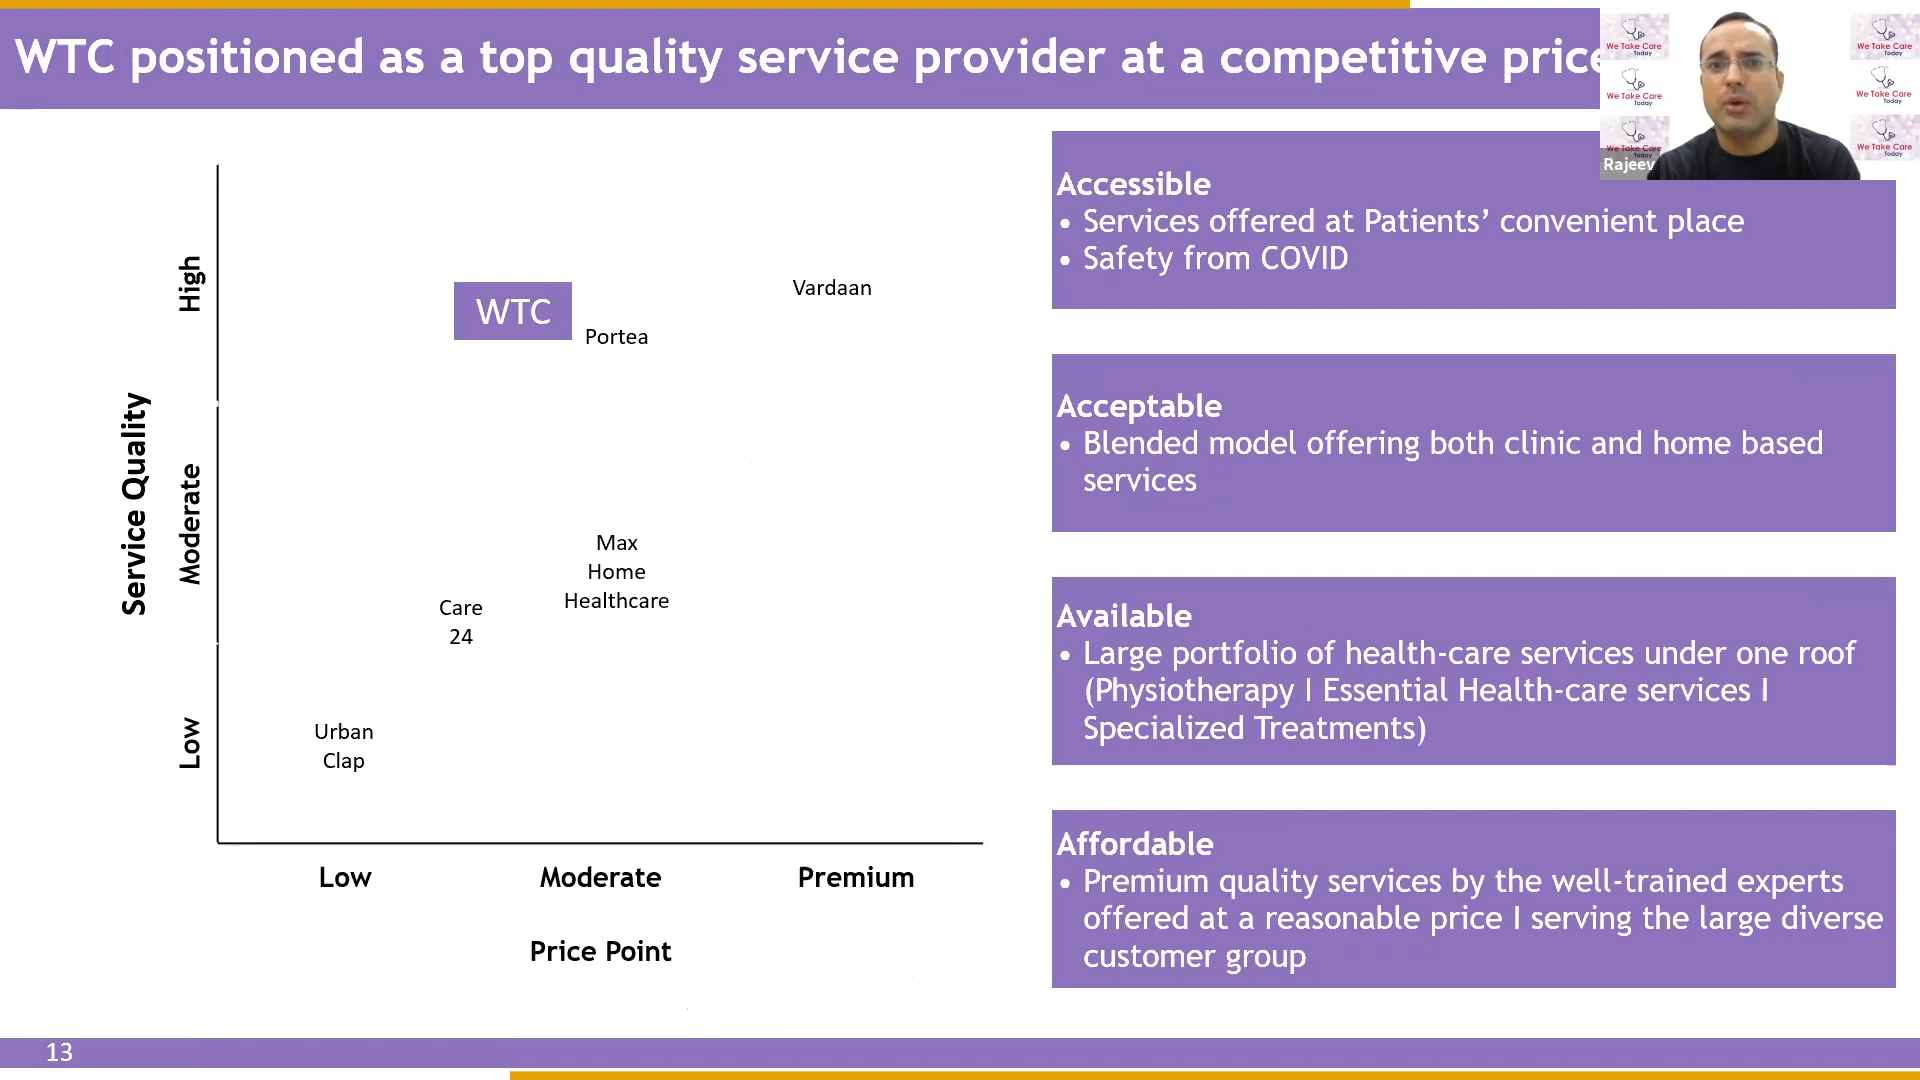 WTC positioned as a top quality service provider at a competitive price
We Take Care
Today
We Take Care
Today
We Take Care
Today
We Take Care
Today
We Take Care
Today
We Take Care
Today
Rajeev
Service Quality
High
Moderate
Low
WTC
Vardaan
Portea
Max
Home
Healthcare
Care
24
Urban
Clap
Low
Moderate
Premium
Price Point
Accessible
• Services offered at Patients’ convenient place
• Safety from COVID
Acceptable
• Blended model offering both clinic and home based
services
Available
• Large portfolio of health-care services under one roof
(Physiotherapy I Essential Health-care services I
Specialized Treatments)
Affordable
• Premium quality services by the well-trained experts
offered at a reasonable price I serving the large diverse
customer group
13